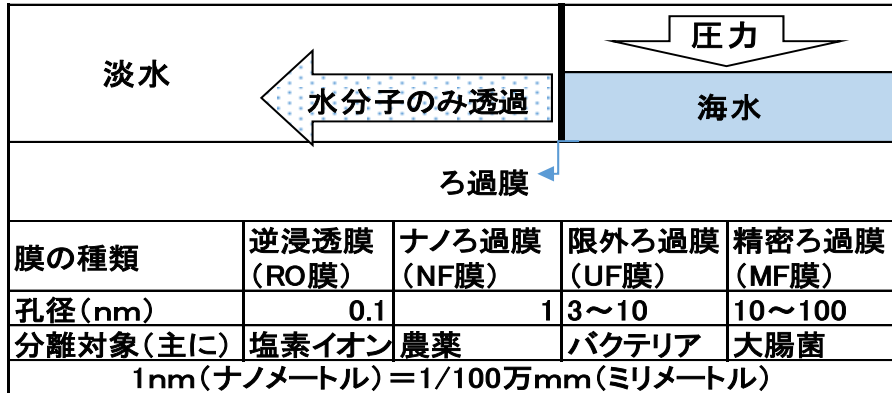 圧力
淡水
水分子のみ透過
海水
ろ過膜
膜の種類 逆浸透膜（RO膜） ナノろ過膜（NF膜） 限外ろ過膜（UF膜） 精密ろ過膜（MF膜）
孔径（nm） 0.1 1 3～10 10～100
分離対象（主に） 塩素イオン 農薬 バクテリア 大腸菌
1nm（ナノメートル）＝1/100万mm（ミリメートル）